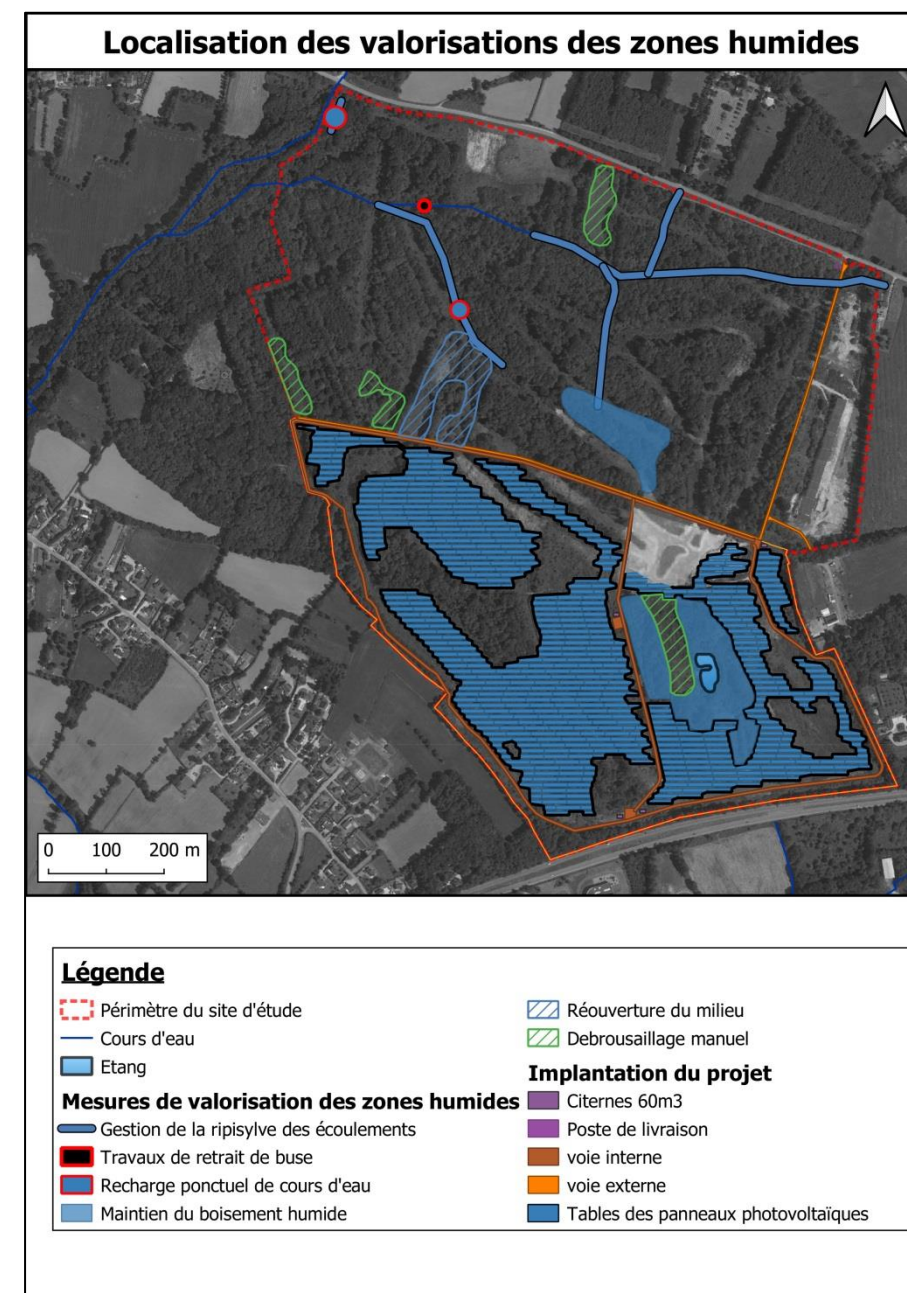 Localisation des valorisations des zones humides
0 100 200 m
Légende
Périmètre du site d'étude
Cours d'eau
Etang
Mesures de valorisation des zones humides
Gestion de la ripisylve des écoulements
Travaux de retrait de buse
Recharge ponctuel de cours d'eau
Maintien du boisement humide
Réouverture du milieu
Debrousaillage manuel
Implantation du projet
Citernes 60m3
Poste de livraison
voie interne
voie externe
Tables des panneaux photovoltaïques